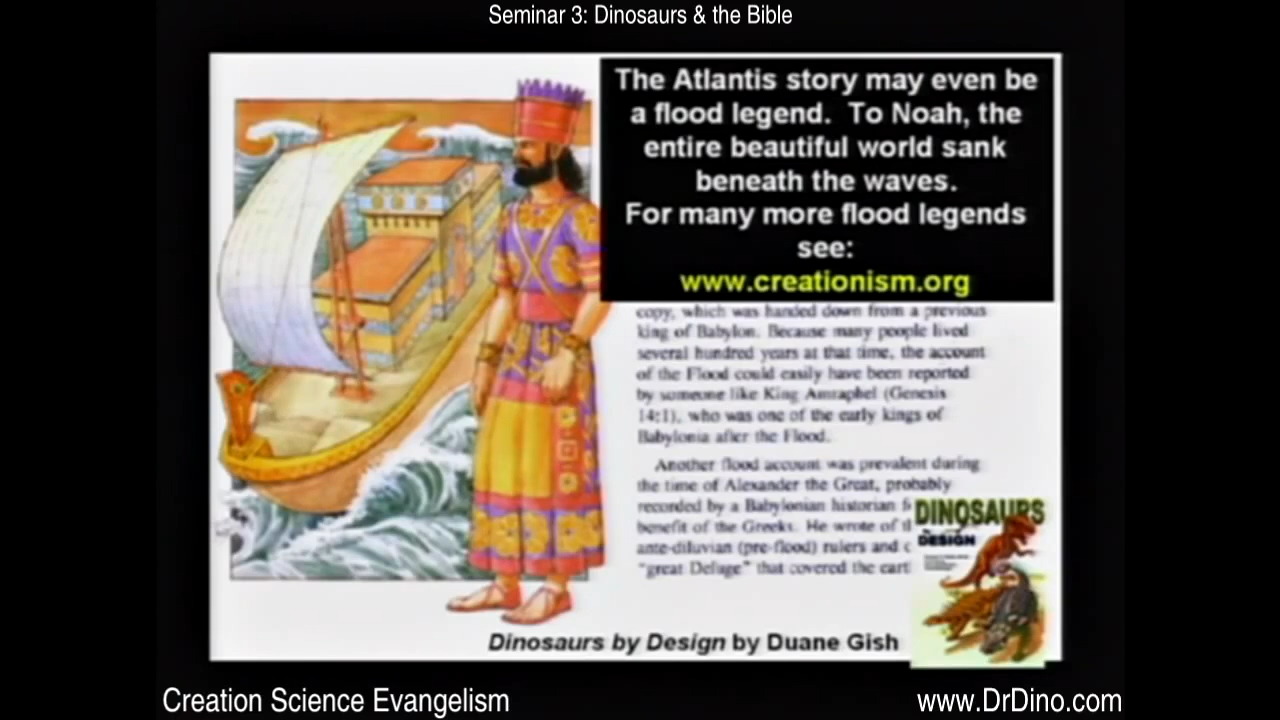 Seminar 3: Dinosaurs & the Bible
The Atlantis story may even be
a flood legend. To Noah, the
entire beautiful world sank
beneath the waves.
For many more flood legends
see:
www.creationism.org
copy, which was handed down from a previous
king of Babylon. Because many people lived
several hundred years at that time, the account
of the Flood could easily have been reported
by someone like King Amraphel (Genesis
14:1), who was one of the early kings of
Babylonia after the Flood.
Another flood account was prevalent during
the time of Alexander the Great, probably
recorded by a Babylonian historian f
benefit of the Greeks. He wrote of
ante-diluvian (pre-flood) rulers and
"great Deluge" that covered the eart
DINOSAURS
DESIGN
Dinosaurs by Design by Duane Gish
Creation Science Evangelism
www.DrDino.com